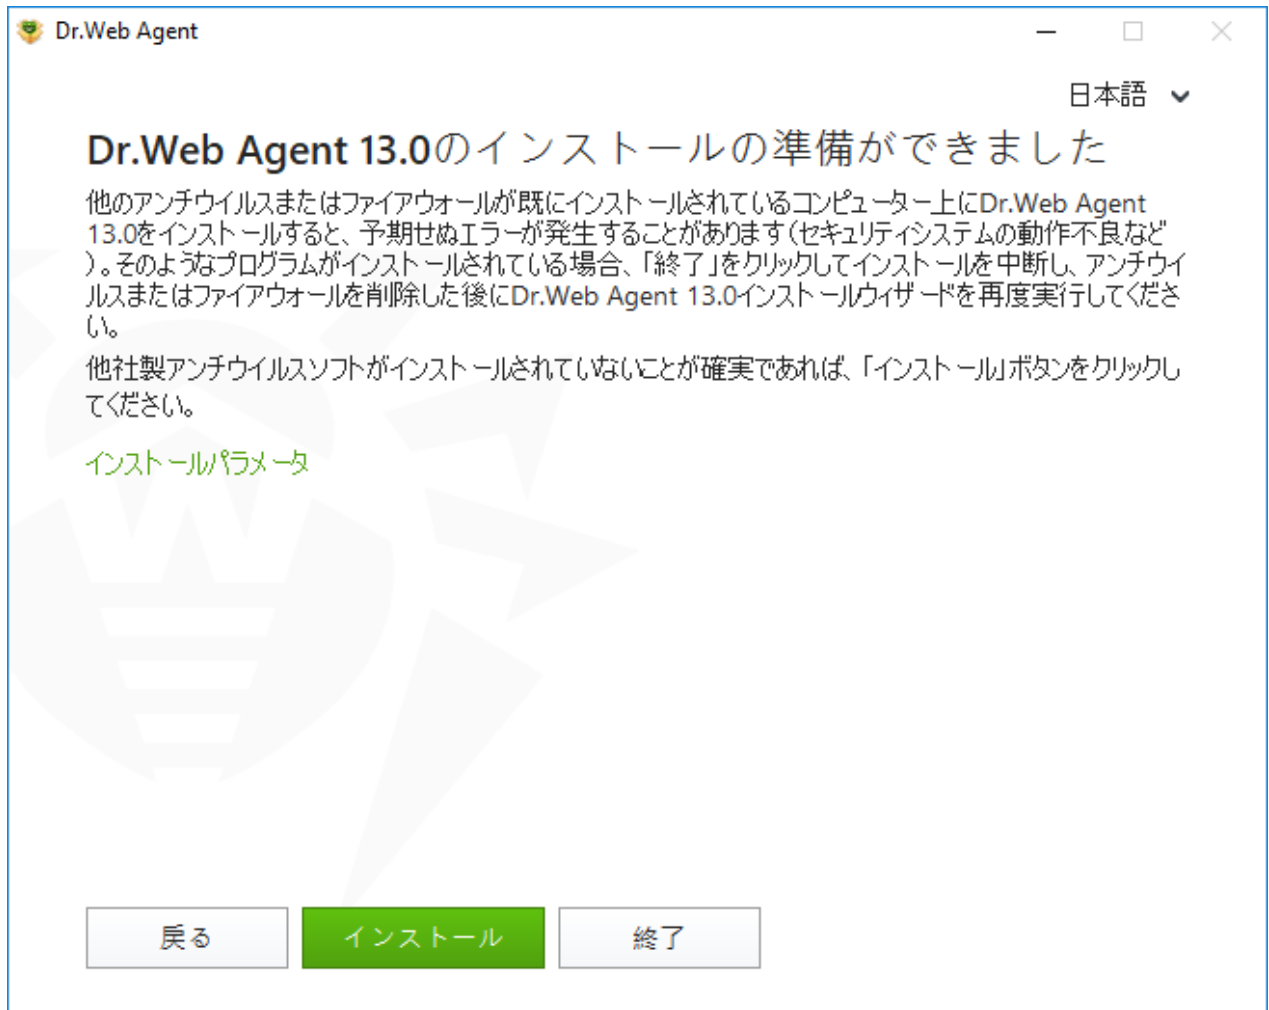 Dr.Web Agent
日本語
Dr.Web Agent 13.0のインストールの準備ができました
他のアンチウイルスまたはファイアウォールが既にインストールされているコンピューター上にDr.Web Agent
13.0をインストールすると、予期せぬエラーが発生することがあります(セキュリティシステムの動作不良など
)。そのようなプログラムがインストールされている場合、「終了」をクリックしてインストールを中断し、アンチウイ
ルスまたはファイアウォールを削除した後にDr.Web Agent 13.0インストールウィザードを再度実行してくださ
い。
他社製アンチウイルスソフトがインストールされていないことが確実であれば、「インストール」ボタンをクリックし
てください。
インストールパラメータ
戻る
インストール
終了